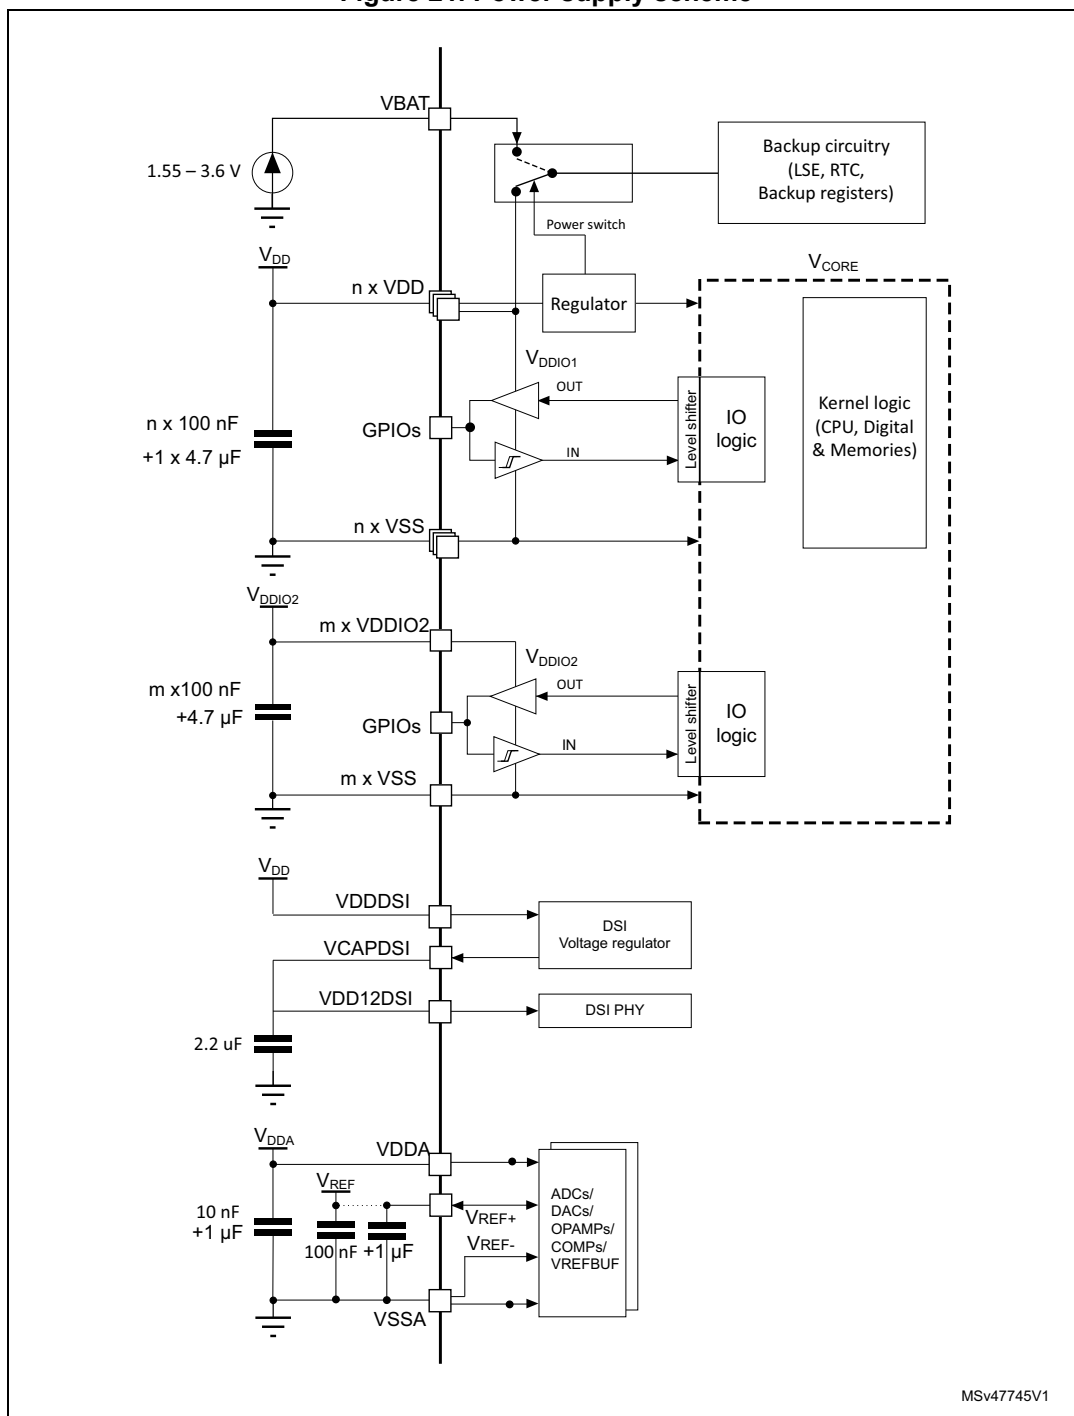 Figure 21. Power supply scheme
VBAT
1.55 – 3.6 V
Backup circuitry
(LSE, RTC,
Backup registers)
Power switch
VDD
n x VDD
Regulator
VCORE
VDDIO1
OUT
n x 100 nF
+1 x 4.7 µF
GPIOs
IN
Level shifter
IO
logic
Kernel logic
(CPU, Digital
& Memories)
n x VSS
VDDIO2
m x VDDIO2
VDDIO2
OUT
m x100 nF
+4.7 µF
GPIOs
IN
Level shifter
IO
logic
m x VSS
VDD
VDDDSI
DSI
Voltage regulator
VCAPDSI
VDD12DSI
DSI PHY
2.2 uF
VDDA
VDDA
VREF
10 nF
+1 µF
100 nF
+1 µF
VREF+
VREF-
ADCs/
DACs/
OPAMPs/
COMPs/
VREFBUF
VSSA
MSv47745V1